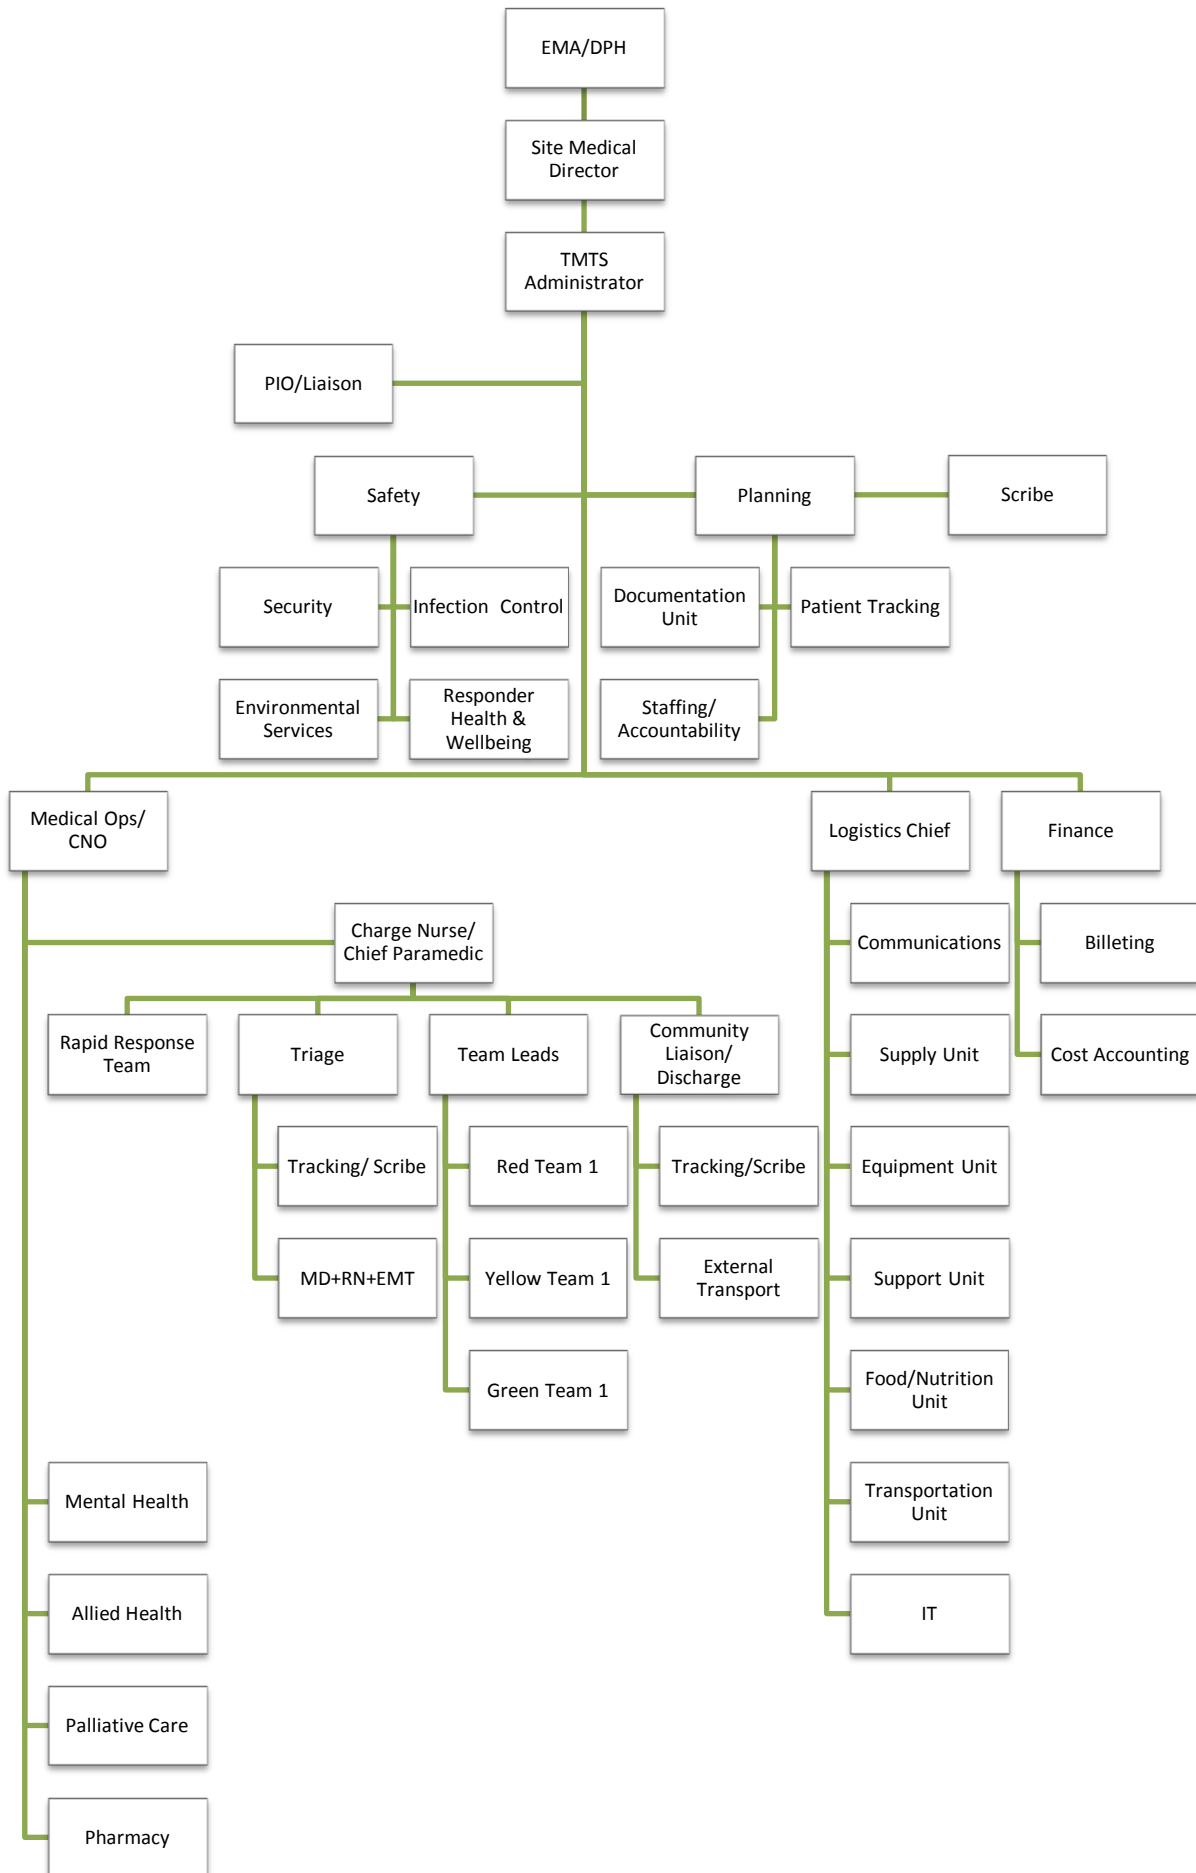 EMA/DPH
Site Medical
Director
TMTS
Administrator
PIO/Liaison
Safety
Planning
Scribe
Security
Infection Control
Documentation
Unit
Patient Tracking
Environmental
Services
Responder
Health &
Wellbeing
Staffing/
Accountability
Medical Ops/
CNO
Logistics Chief
Finance
Charge Nurse/
Chief Paramedic
Communications
Billeting
Rapid Response
Team
Triage
Team Leads
Community
Liaison/
Discharge
Supply Unit
Cost Accounting
Tracking/ Scribe
Red Team 1
Tracking/Scribe
Equipment Unit
MD+RN+EMT
Yellow Team 1
External
Transport
Support Unit
Green Team 1
Food/Nutrition
Unit
Mental Health
Transportation
Unit
Allied Health
IT
Palliative Care
Pharmacy